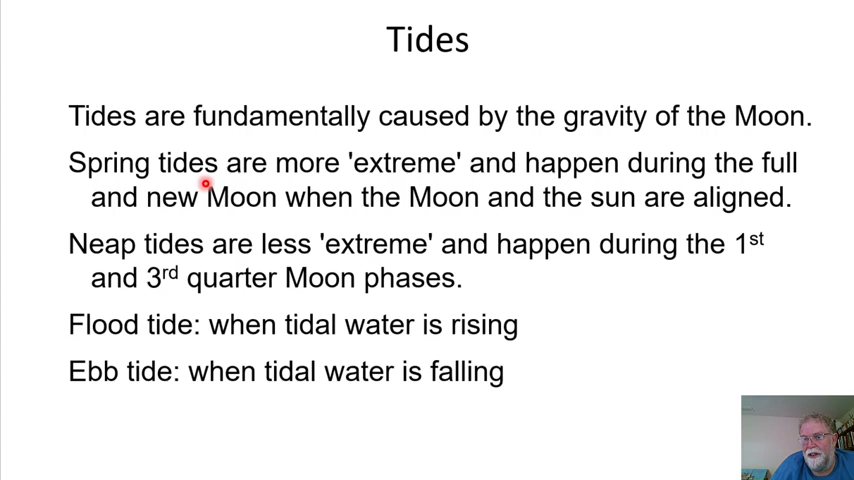 Tides
Tides are fundamentally caused by the gravity of the Moon.
Spring tides are more 'extreme' and happen during the full
and new Moon when the Moon and the sun are aligned.
Neap tides are less 'extreme' and happen during the 1st
and 3rd quarter Moon phases.
Flood tide: when tidal water is rising
Ebb tide: when tidal water is falling